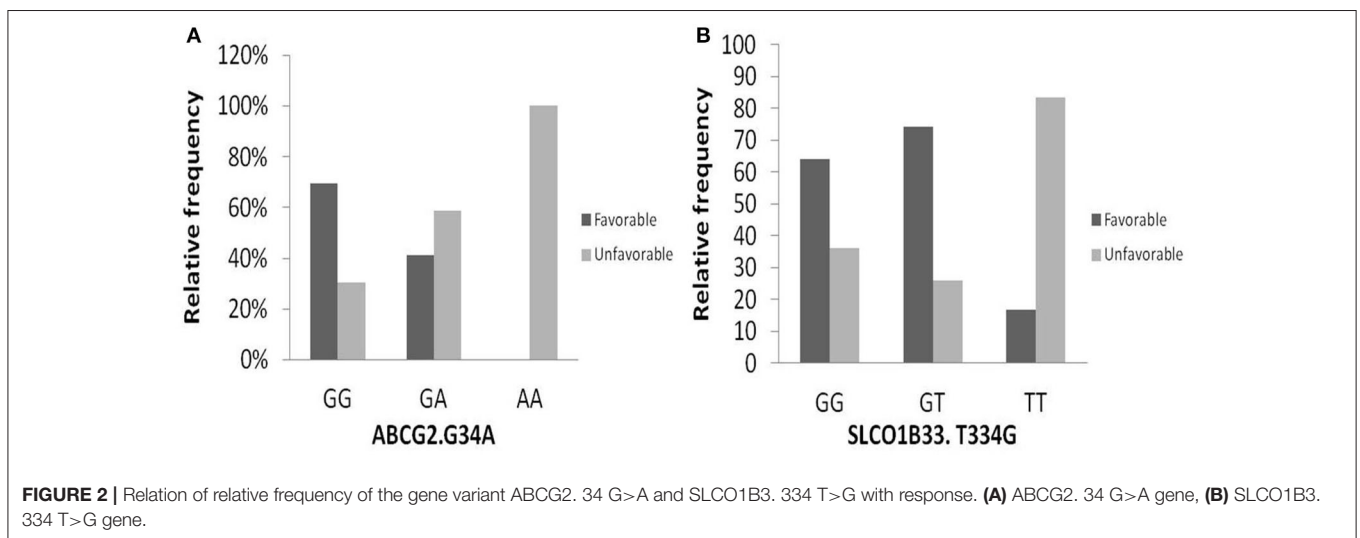 A
120%
100%
80%
60%
40%
20%
0%
Relative frequency
GG GA AA
ABCG2.G34A
Favorable
Unfavorable
B
100
90
80
70
60
50
40
30
20
10
0
Relative frequency
GG GT TT
SLCO1B33. T334G
Favorable
Unfavorable
FIGURE 2 | Relation of relative frequency of the gene variant ABCG2. 34 G>A and SLCO1B3. 334 T>G with response. (A) ABCG2. 34 G>A gene, (B) SLCO1B3.
334 T>G gene.